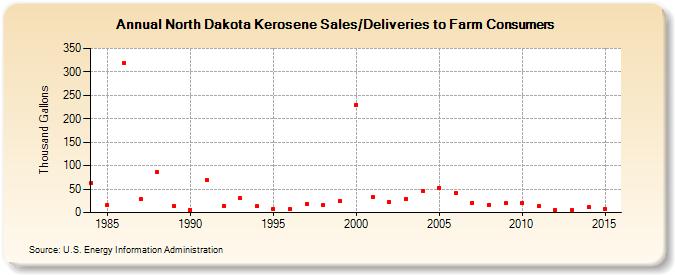 Annual North Dakota Kerosene Sales/Deliveries to Farm Consumers
Thousand Gallons
350
300
250
200
150
100
50
0
1985 1990 1995 2000 2005 2010 2015
Source: U.S. Energy Information Administration